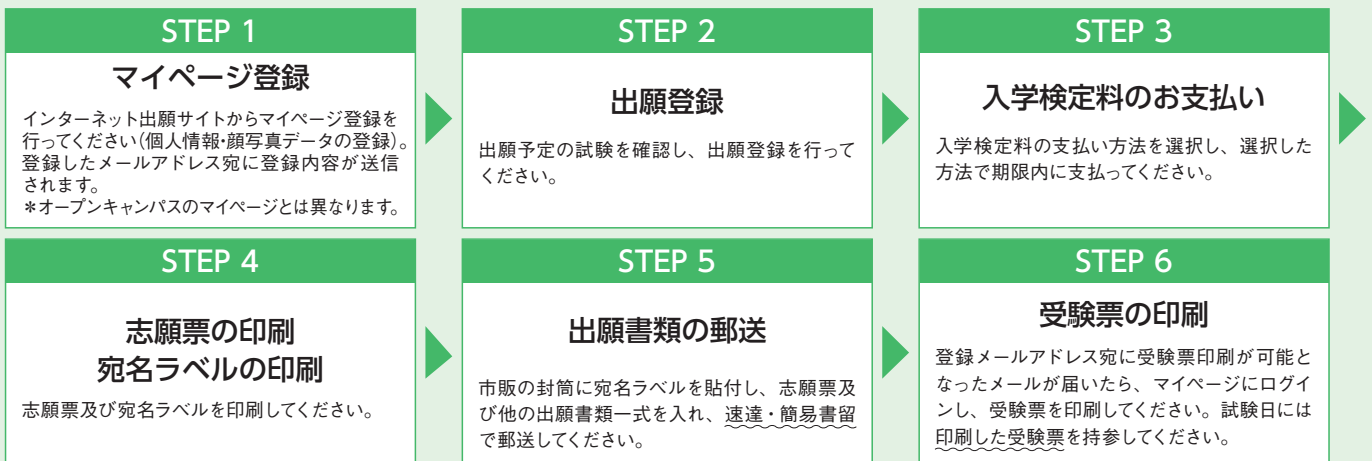 STEP 1
マイページ登録
インターネット出願サイトからマイページ登録を
行ってください(個人情報・顔写真データの登録)。
登録したメールアドレス宛に登録内容が送信
されます。
＊オープンキャンパスのマイページとは異なります。
STEP 2
出願登録
出願予定の試験を確認し、出願登録を行って
ください。
STEP 3
入学検定料のお支払い
入学検定料の支払い方法を選択し、選択した
方法で期限内に支払ってください。
STEP 4
志願票の印刷
宛名ラベルの印刷
志願票及び宛名ラベルを印刷してください。
STEP 5
出願書類の郵送
市販の封筒に宛名ラベルを貼付し、志願票及
び他の出願書類一式を入れ、速達・簡易書留
で郵送してください。
STEP 6
受験票の印刷
登録メールアドレス宛に受験票印刷が可能と
なったメールが届いたら、マイページにログイ
ンし、受験票を印刷してください。試験日には
印刷した受験票を持参してください。